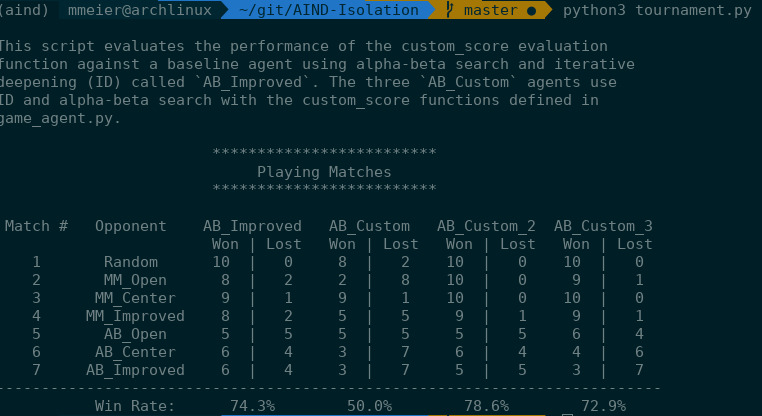 (aind) mmeier@archlinux ~/git/AIND-Isolation master ● python3 tournament.py
This script evaluates the performance of the custom_score evaluation
function against a baseline agent using alpha-beta search and iterative
deepening (ID) called `AB_Improved`. The three `AB_Custom` agents use
ID and alpha-beta search with the custom_score functions defined in
game_agent.py.
*************************
Playing Matches
*************************
Match # Opponent AB_Improved AB_Custom AB_Custom_2 AB_Custom_3
Won | Lost Won | Lost Won | Lost Won | Lost
1 Random 10 | 0 8 | 2 10 | 0 10 | 0
2 MM_Open 8 | 2 2 | 8 10 | 0 9 | 1
3 MM_Center 9 | 1 9 | 1 10 | 0 10 | 0
4 MM_Improved 8 | 2 5 | 5 9 | 1 9 | 1
5 AB_Open 5 | 5 5 | 5 5 | 5 6 | 4
6 AB_Center 6 | 4 3 | 7 6 | 4 4 | 6
7 AB_Improved 6 | 4 3 | 7 5 | 5 3 | 7
--------------------------------------------------------------------------
Win Rate: 74.3% 50.0% 78.6% 72.9%